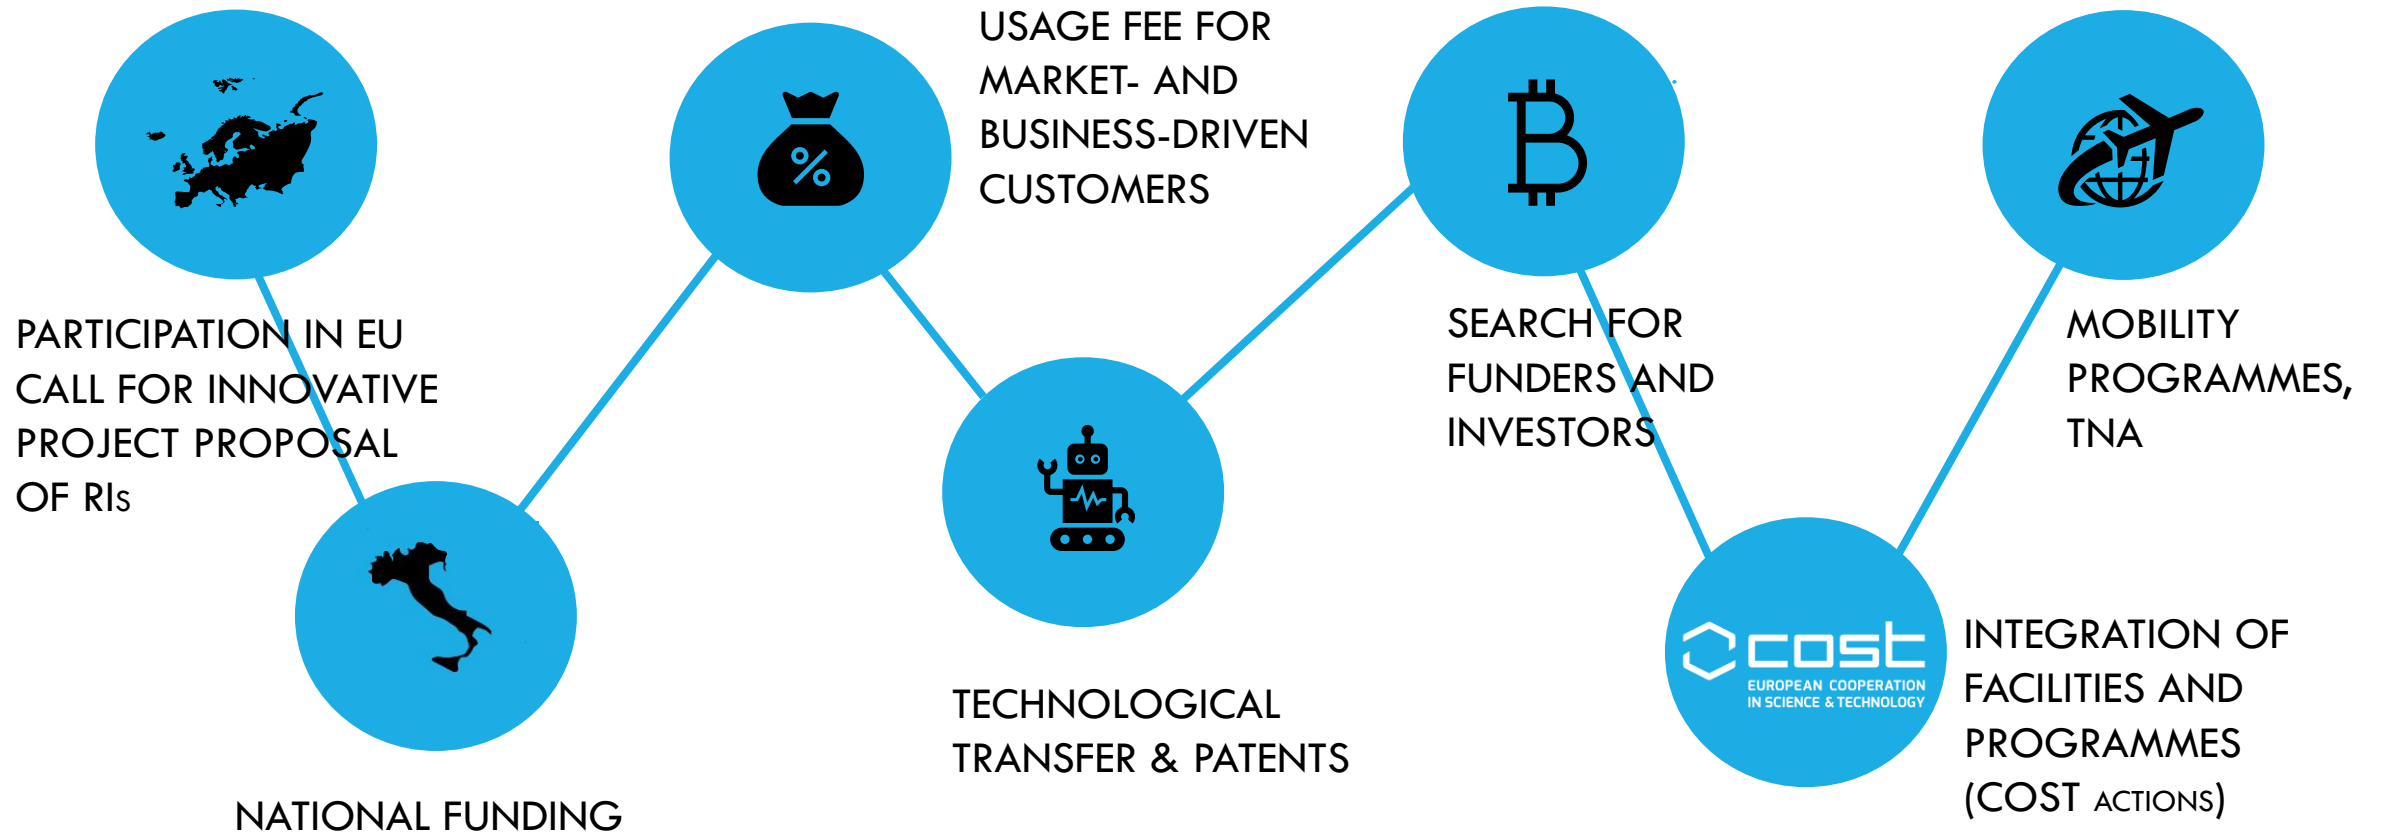 PARTICIPATION IN EU
CALL FOR INNOVATIVE
PROJECT PROPOSAL
OF RIs
NATIONAL FUNDING
%
USAGE FEE FOR
MARKET- AND
BUSINESS-DRIVEN
CUSTOMERS
TECHNOLOGICAL
TRANSFER & PATENTS
SEARCH FOR
FUNDERS AND
INVESTORS
cost
EUROPEAN COOPERATION
IN SCIENCE & TECHNOLOGY
INTEGRATION OF
FACILITIES AND
PROGRAMMES
(COST ACTIONS)
MOBILITY
PROGRAMMES,
TNA